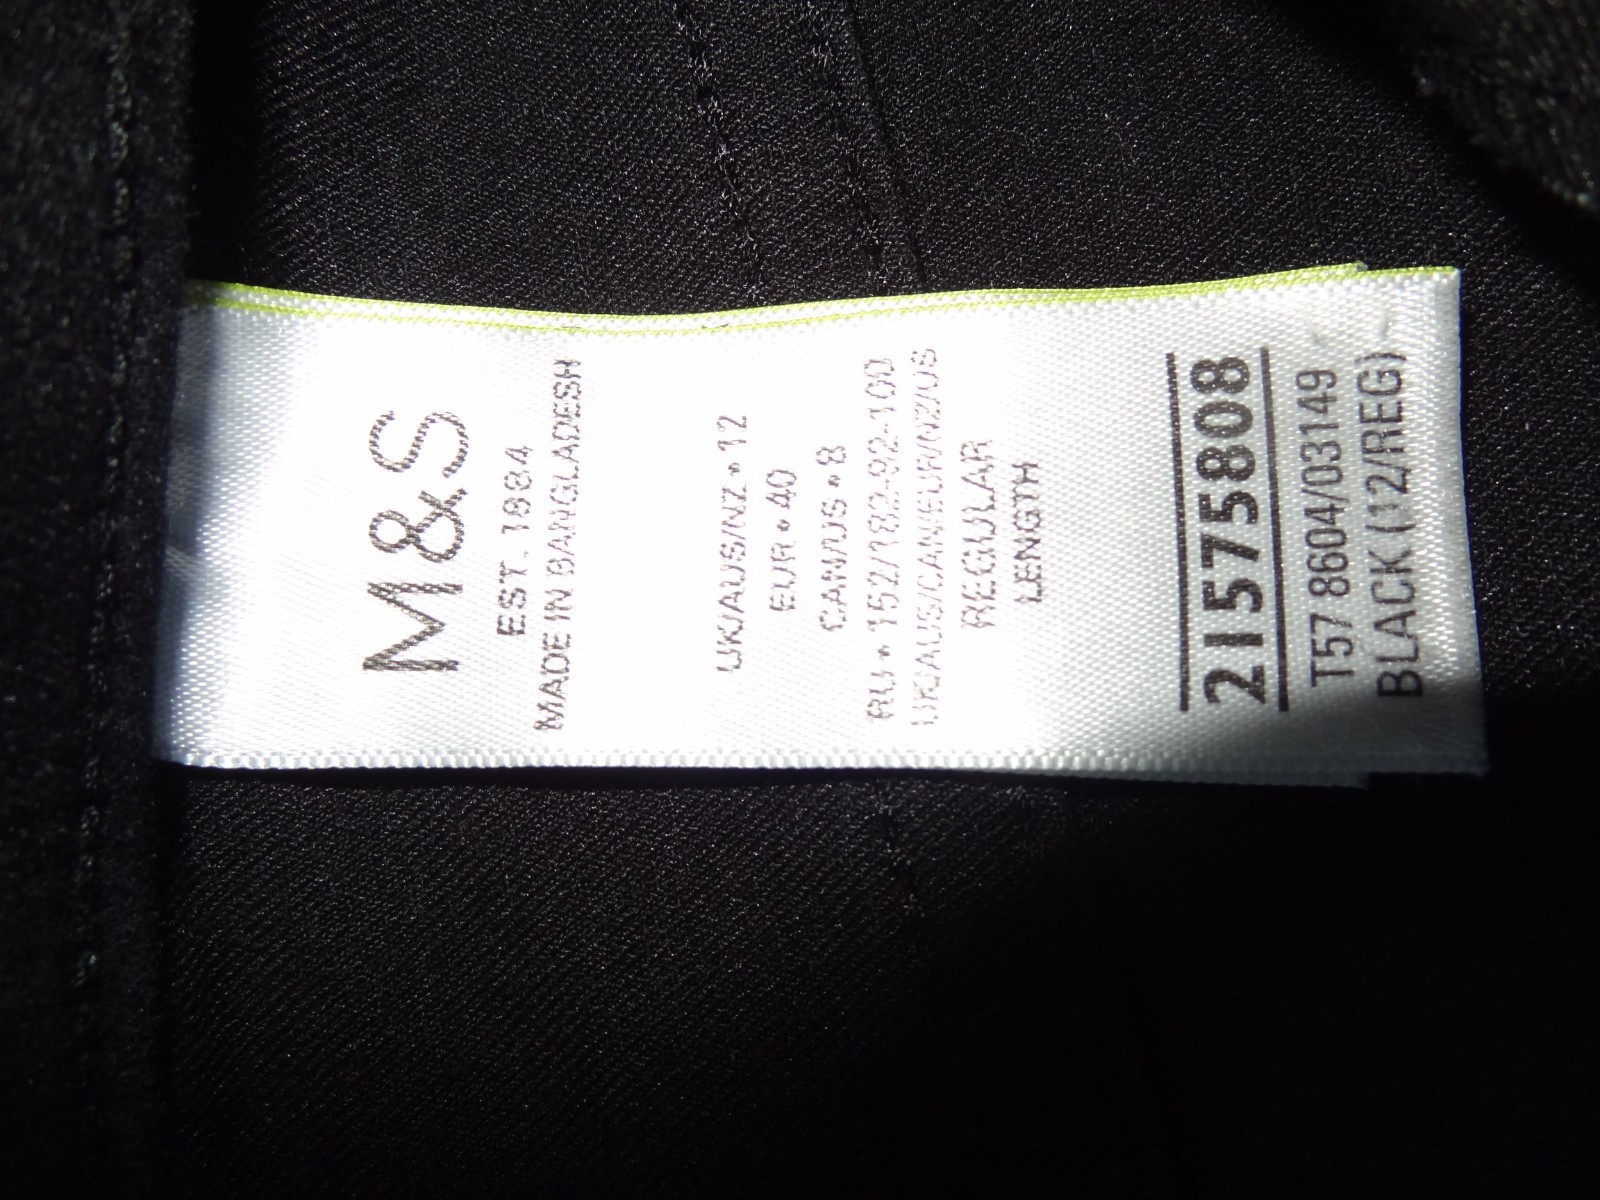 M&S
EST. 1884
MADE IN BANGLADESH
UK/AUS/NZ • 12
EUR • 40
CAN/US • 8
RU • 152/182-92-100
UK/AUS/CAN/EUR/NZ/US
REGULAR
LENGTH
21575808
T57 8604/03149
BLACK (12/REG)